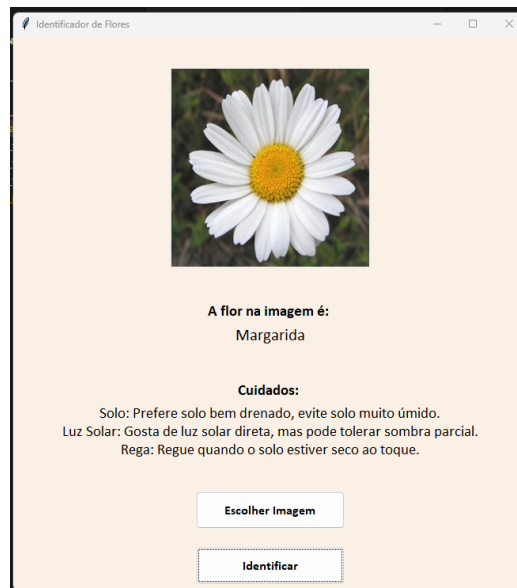 Identificador de Flores
A flor na imagem é:
Margarida
Cuidados:
Solo: Prefere solo bem drenado, evite solo muito úmido.
Luz Solar: Gosta de luz solar direta, mas pode tolerar sombra parcial.
Rega: Regue quando o solo estiver seco ao toque.
Escolher Imagem
Identificar